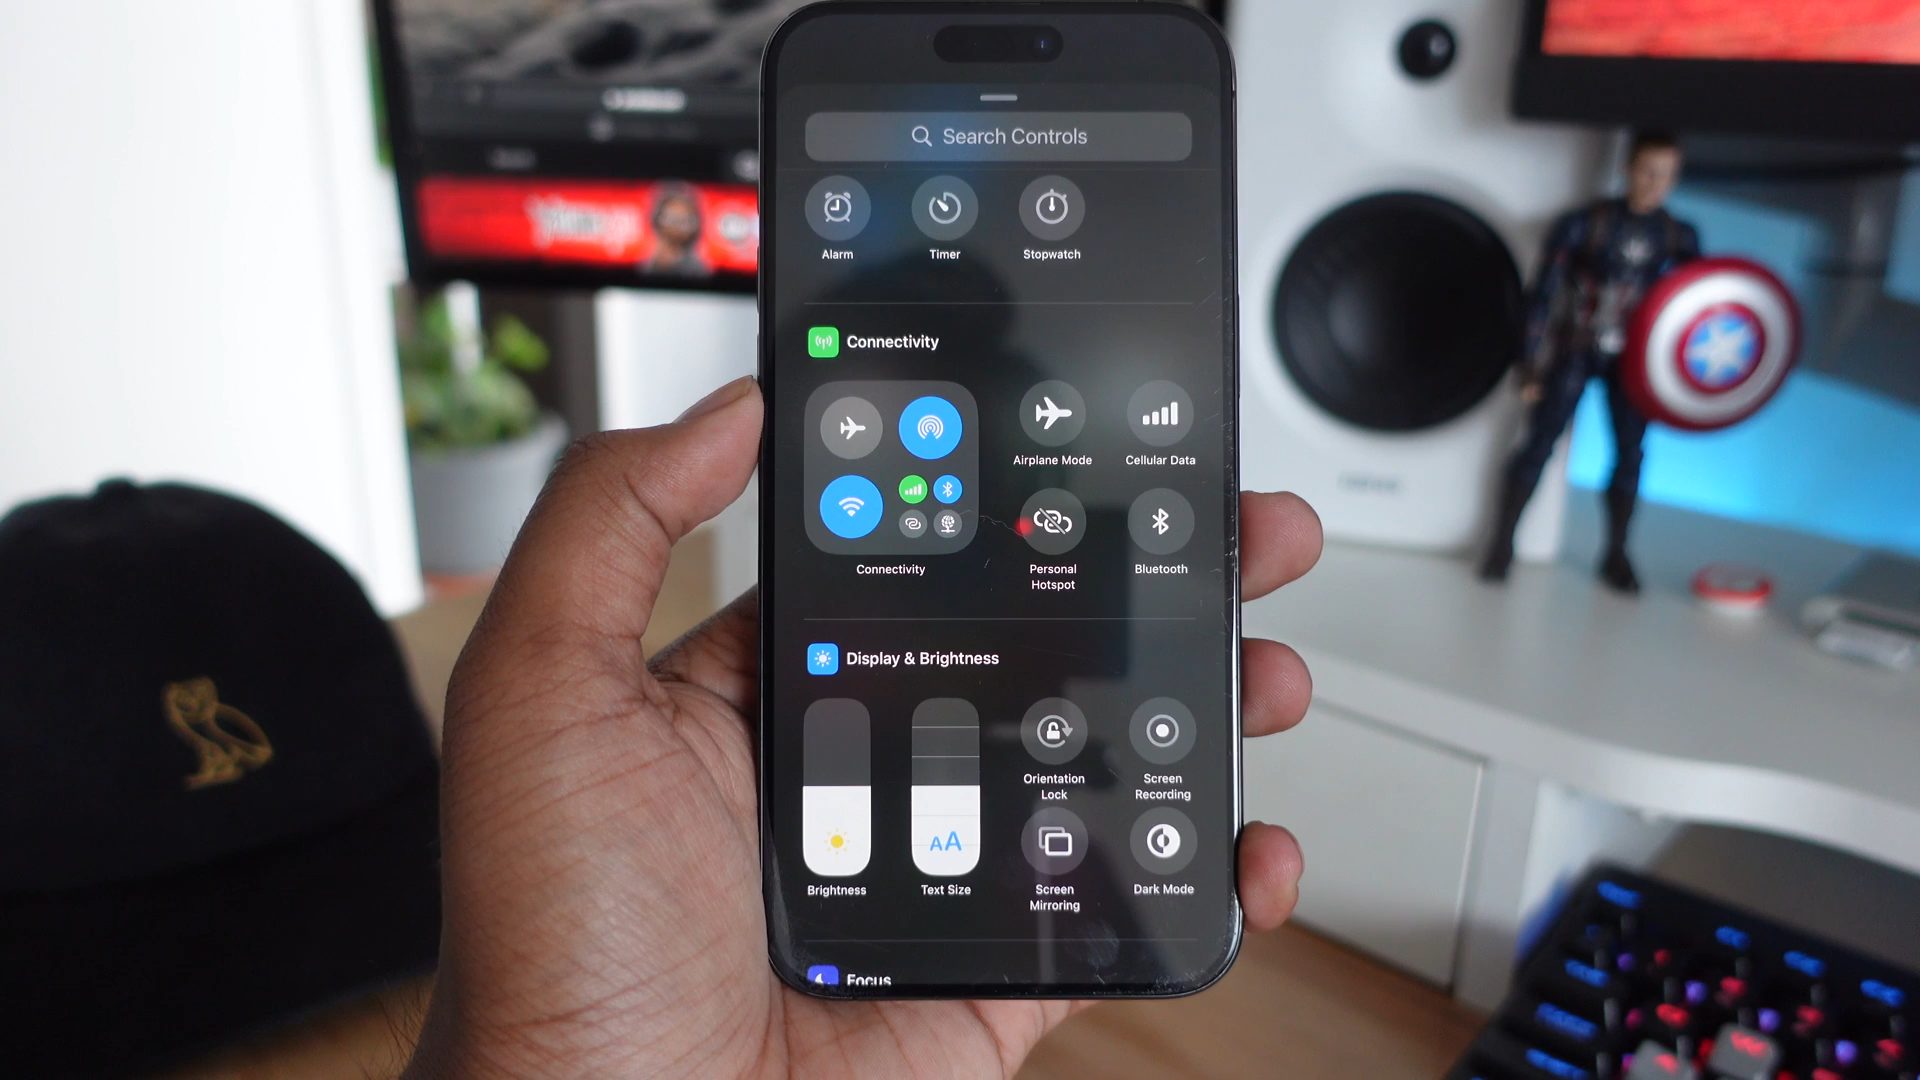 Search Controls
Alarm
Timer
Stopwatch
Connectivity
Airplane Mode
Cellular Data
Connectivity
Personal
Hotspot
Bluetooth
Display & Brightness
Orientation
Lock
Screen
Recording
AA
Brightness
Text Size
Screen
Mirroring
Dark Mode
Focus